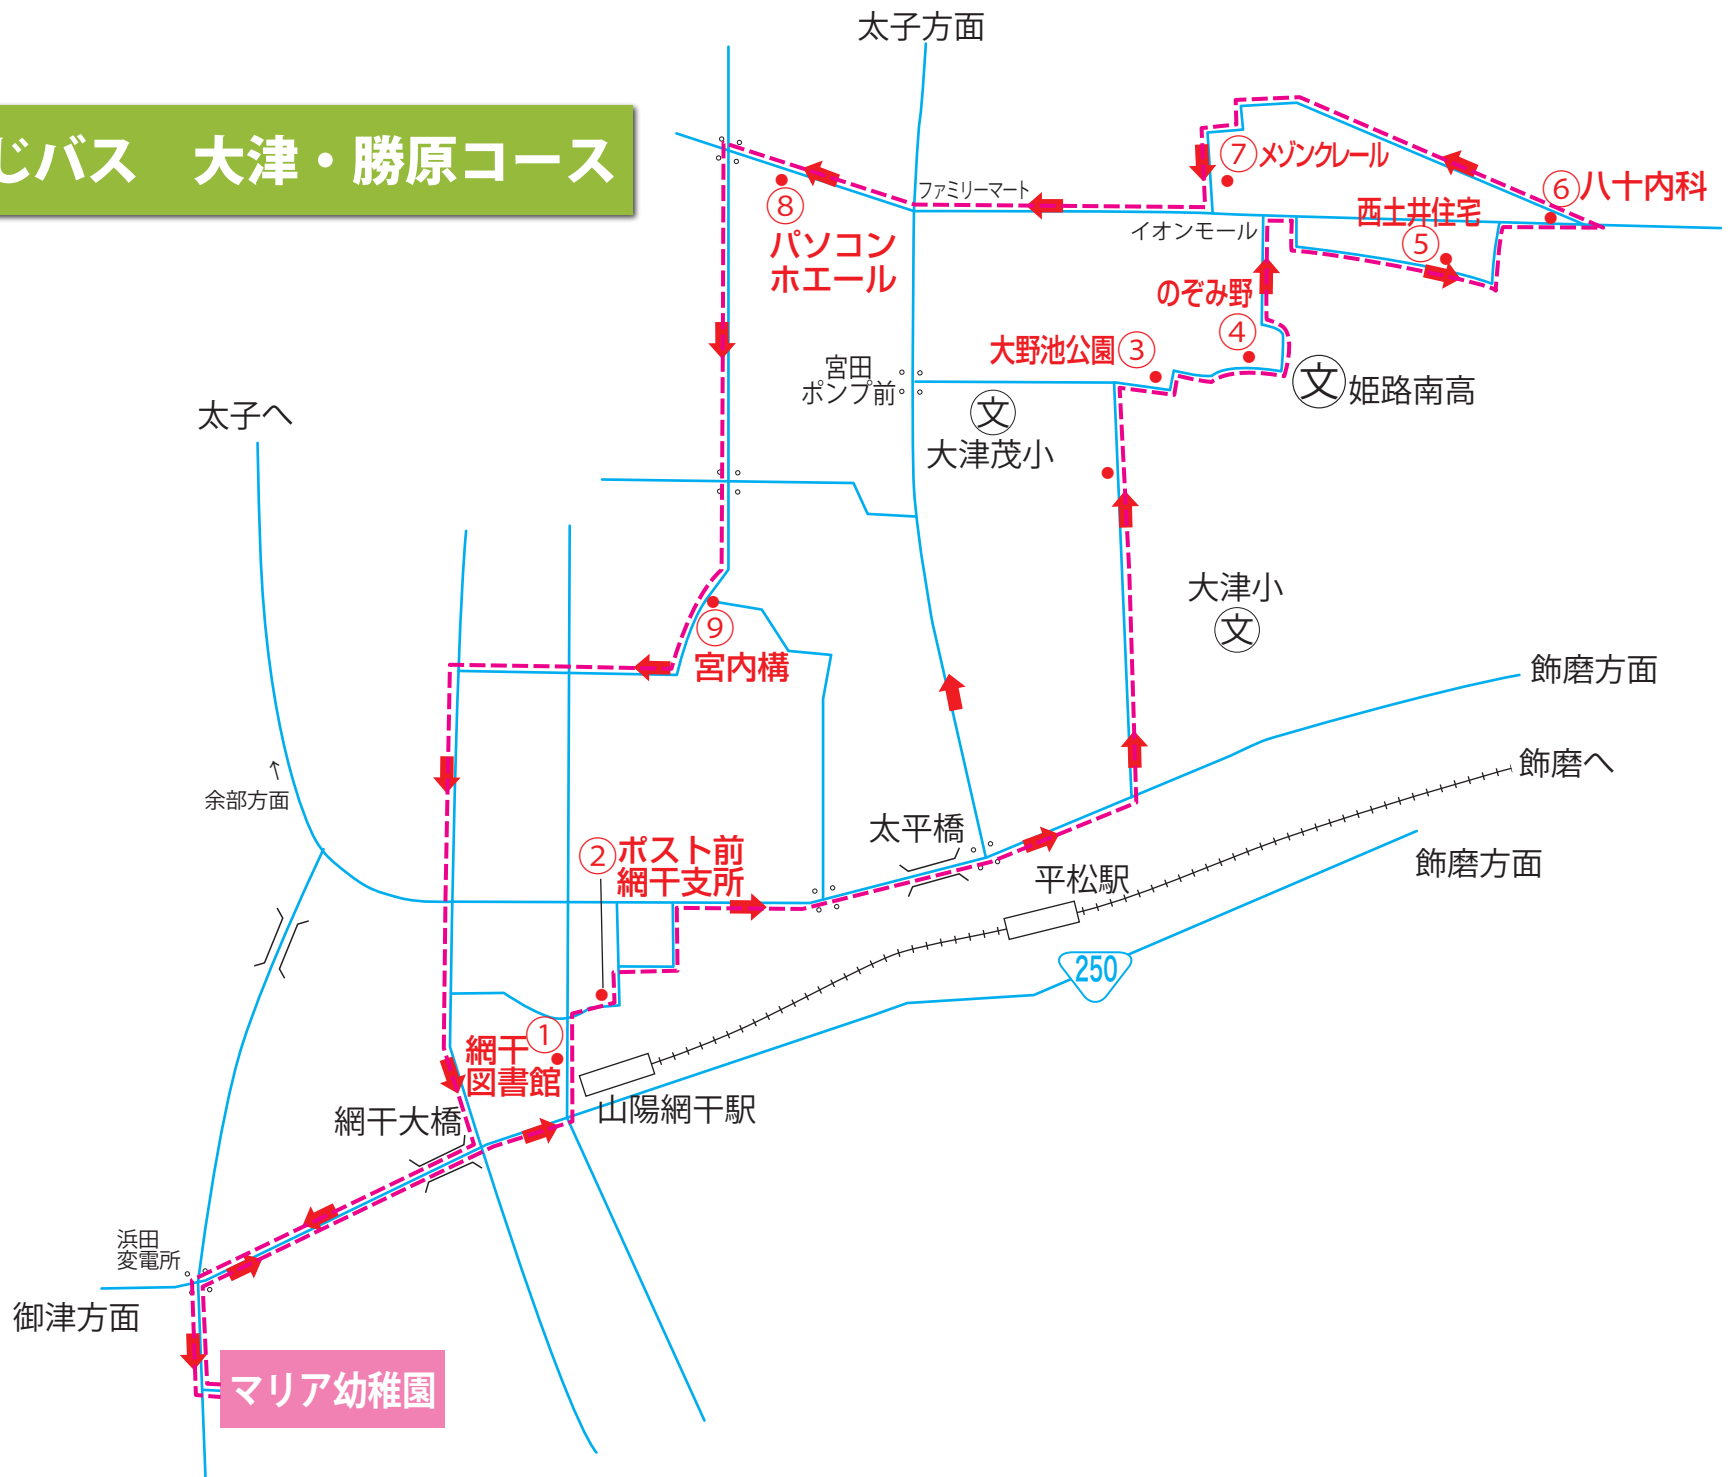 太子方面
じバス　大津・勝原コース
⑦メゾンクレール
⑥八十内科
ファミリーマート
⑧
パソコン
ホエール
西土井住宅
⑤
イオンモール
のぞみ野
④
大野池公園③
宮田
ポンプ前
文
姫路南高
文
大津茂小
太子へ
大津小
文
⑨
宮内構
飾磨方面
飾磨へ
↑
余部方面
太平橋
②ポスト前
網干支所
平松駅
飾磨方面
250
網干①
図書館
山陽網干駅
網干大橋
浜田
変電所
御津方面
マリア幼稚園